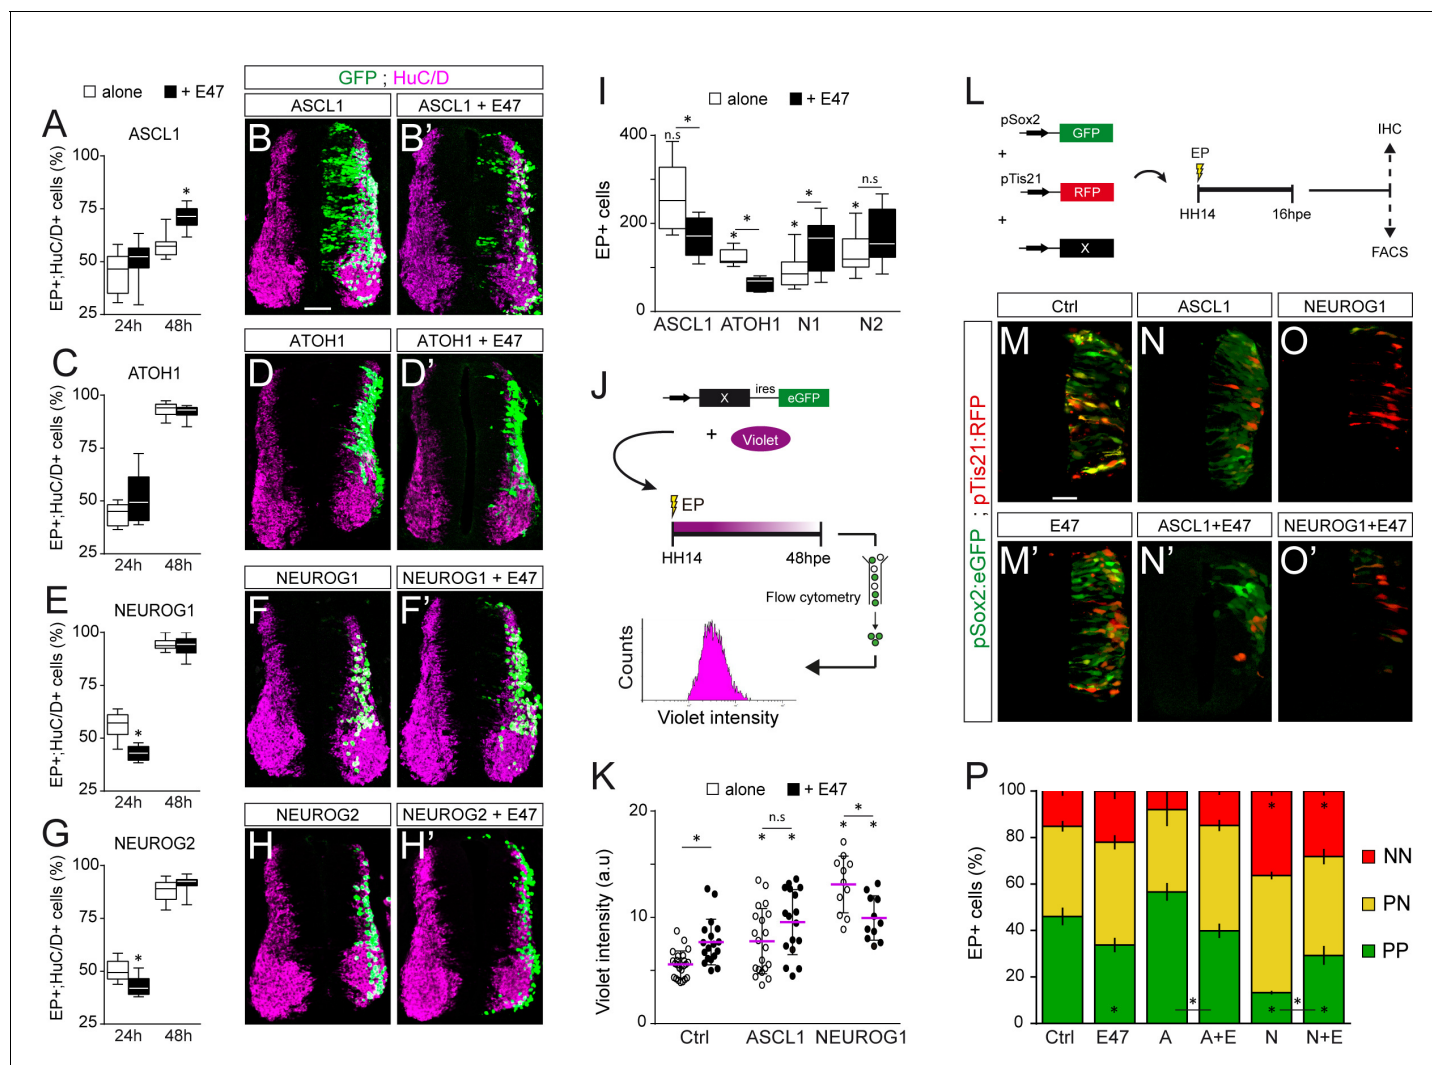 alone + E47
A
ASCL1
EP+;HuC/D+ cells (%)
100
75
50
25
24h 48h
*
C
ATOH1
EP+;HuC/D+ cells (%)
100
75
50
25
24h 48h
E
NEUROG1
EP+;HuC/D+ cells (%)
100
75
50
25
24h 48h
*
G
NEUROG2
EP+;HuC/D+ cells (%)
100
75
50
25
24h 48h
*
GFP ; HuC/D
ASCL1 ASCL1 + E47
B B'
ATOH1 ATOH1 + E47
D D'
NEUROG1 NEUROG1 + E47
F F'
NEUROG2 NEUROG2 + E47
H H'
I
alone + E47
EP+ cells
400
200
0
n.s * * * * * * n.s
ASCL1 ATOH1 N1 N2
J
X ires eGFP
+ Violet
EP
HH14 48hpe
Flow cytometry
Counts
Violet intensity
K
alone + E47
Violet intensity (a.u)
20
10
0
* * n.s * * * *
Ctrl ASCL1 NEUROG1
L
pSox2 GFP
+
pTis21 RFP
+
X
EP
HH14 16hpe
IHC
FACS
pSox2:eGFP ; pTis21:RFP
Ctrl ASCL1 NEUROG1
M N O
E47 ASCL1+E47 NEUROG1+E47
M' N' O'
P
EP+ cells (%)
100
80
60
40
20
0
* *
* * * * *
Ctrl E47 A A+E N N+E
NN
PN
PP